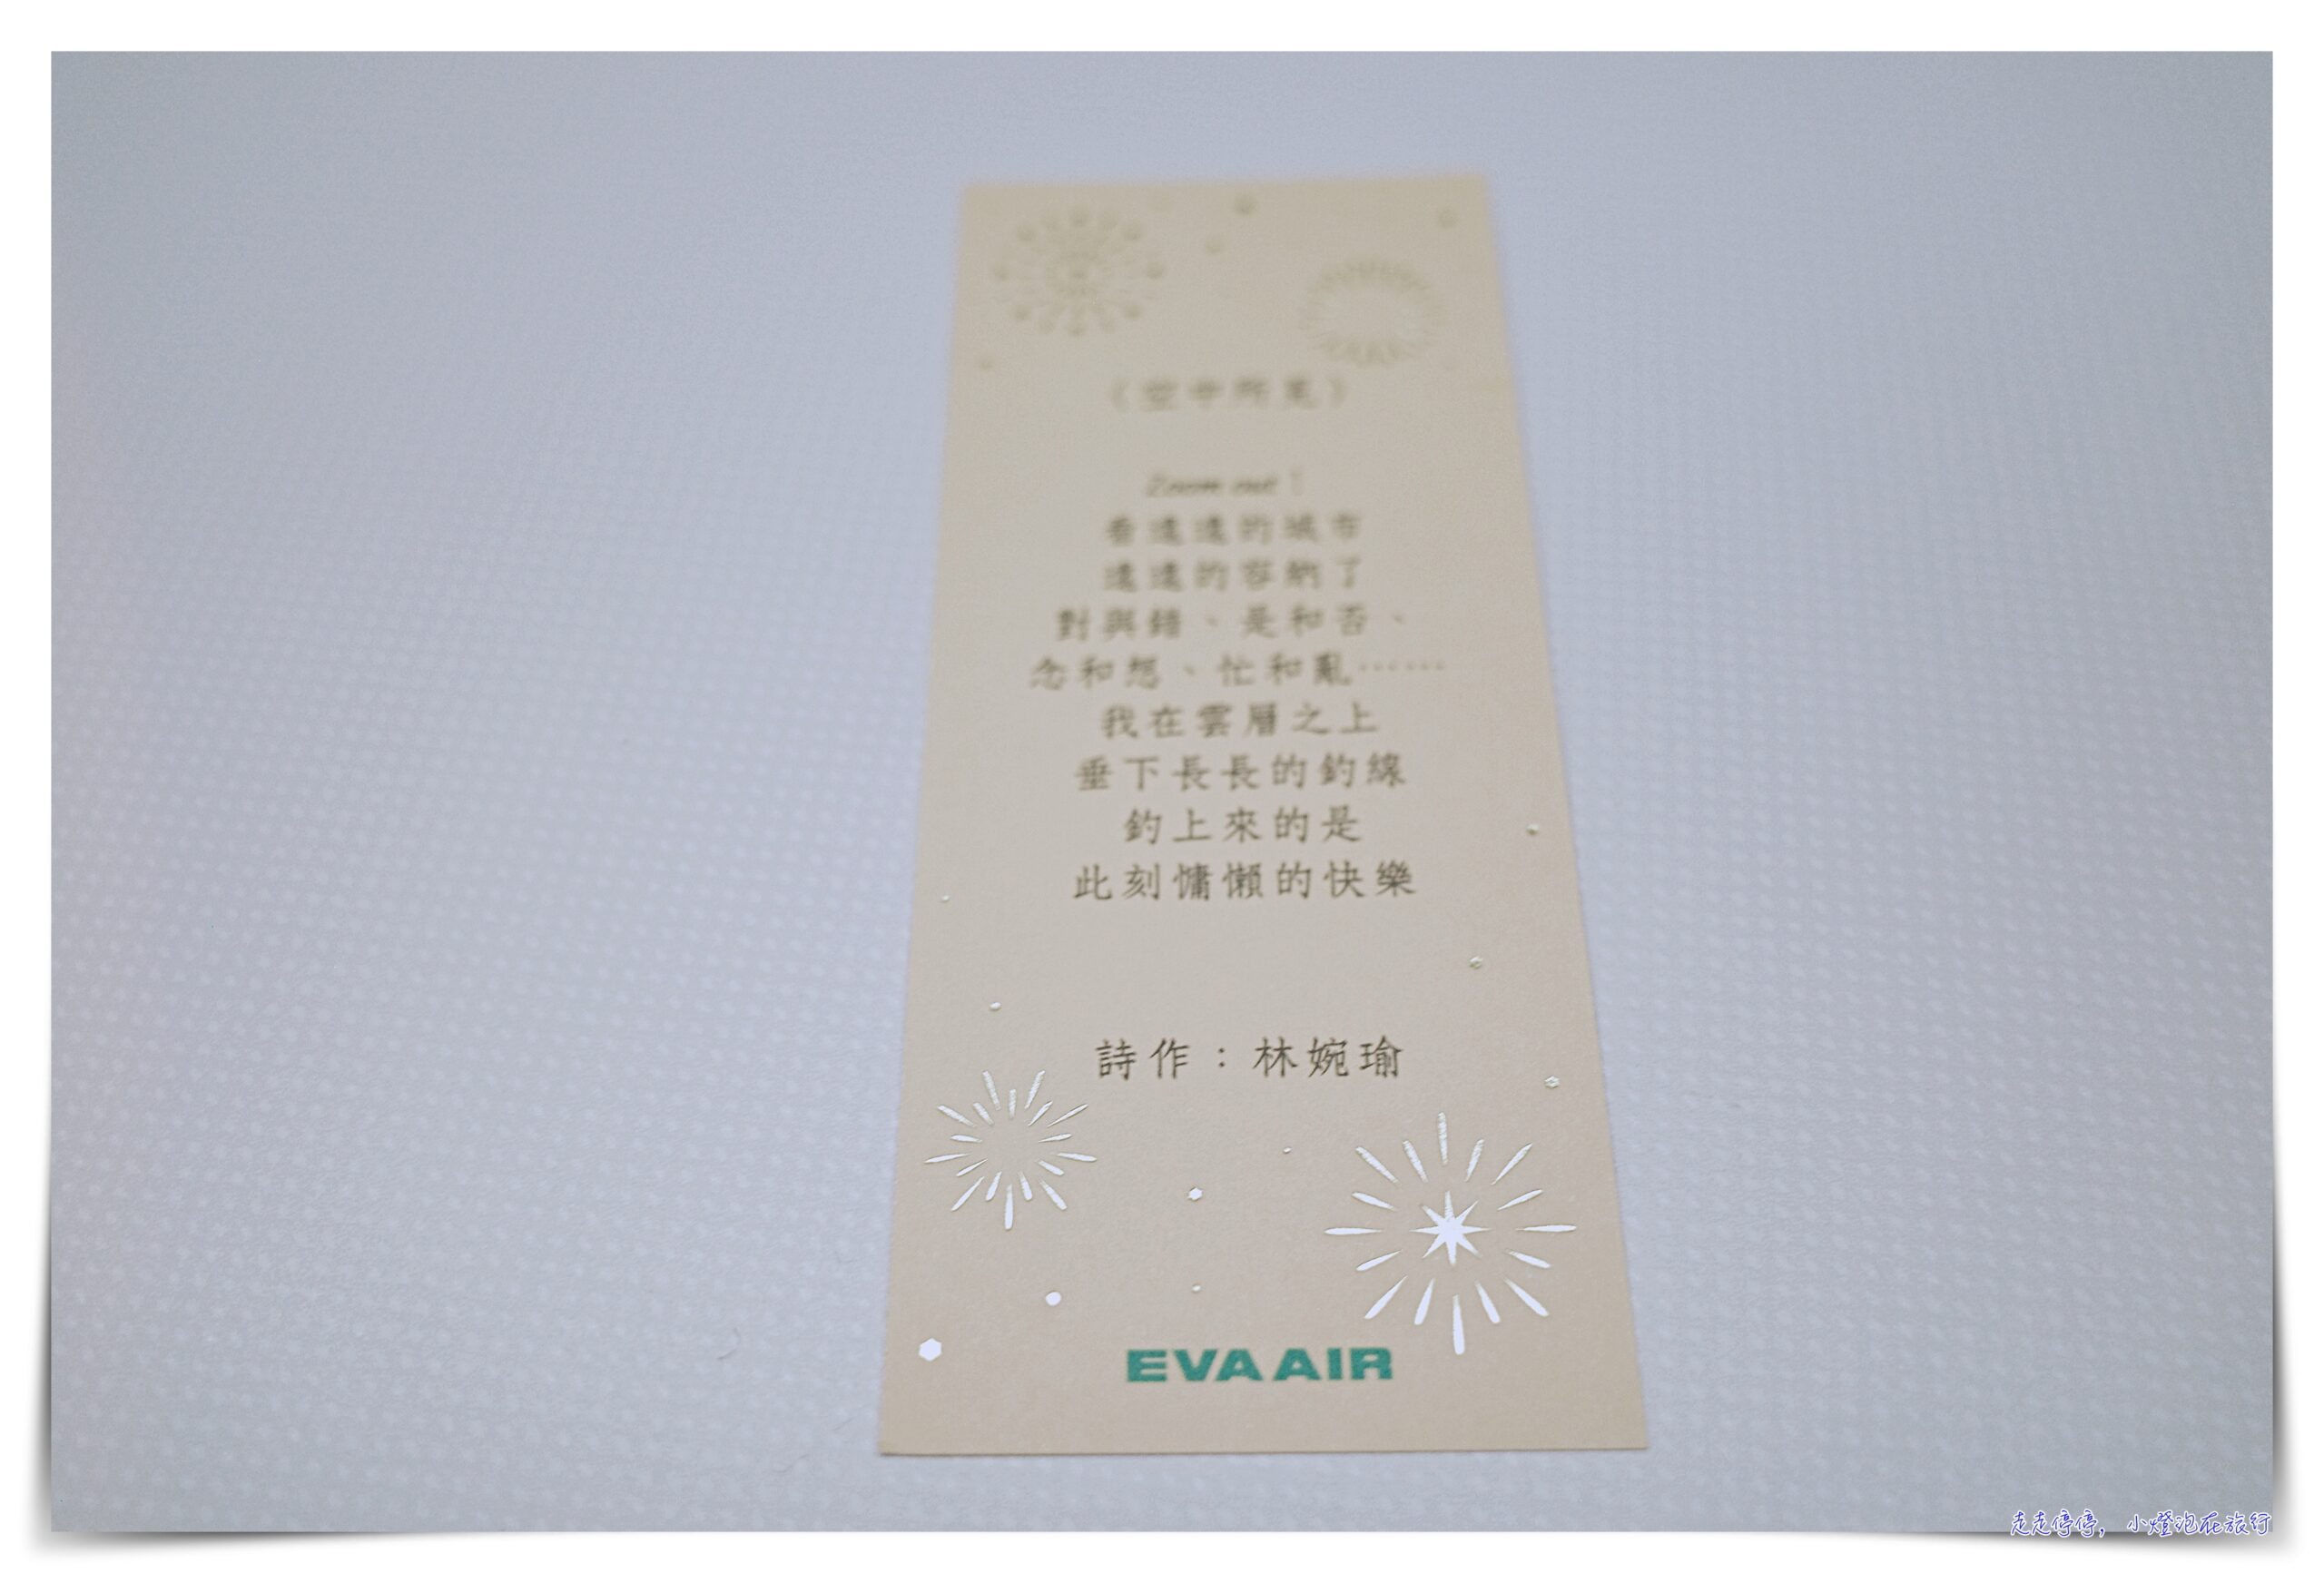 Zoom out！
看遠遠的城市
遠遠的容納了
對與錯、是和否、
念和想、忙和亂……
我在雲層之上
垂下長長的釣線
釣上來的是
此刻慵懶的快樂
詩作：林婉瑜
EVA AIR
走走停停，小燈泡在旅行